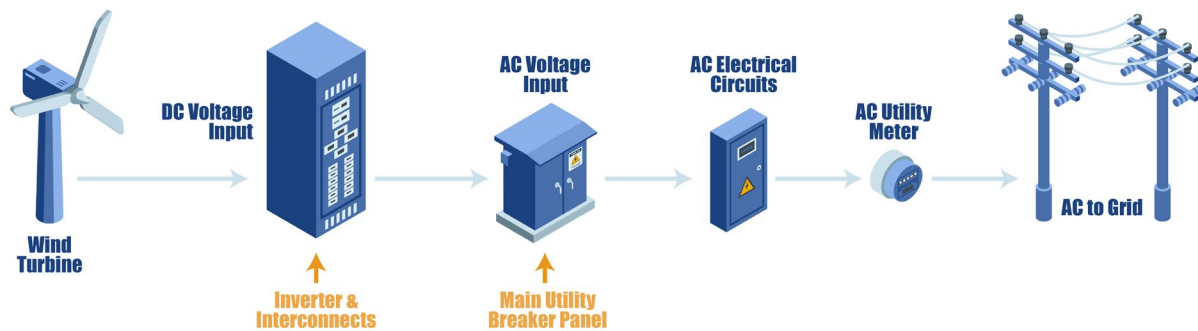 Wind
Turbine
DC Voltage
Input
Inverter &
Interconnects
AC Voltage
Input
Main Utility
Breaker Panel
AC Electrical
Circuits
AC Utility
Meter
AC to Grid